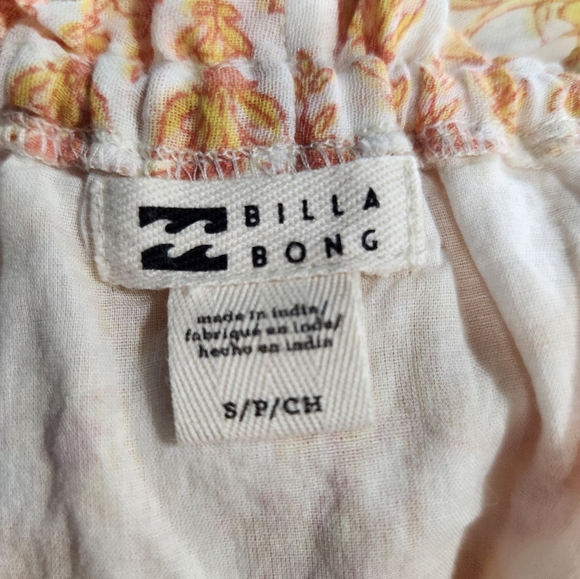 BILLA
BONG
made in india/
fabriqué en inde/
hecho en india
S/P/CH